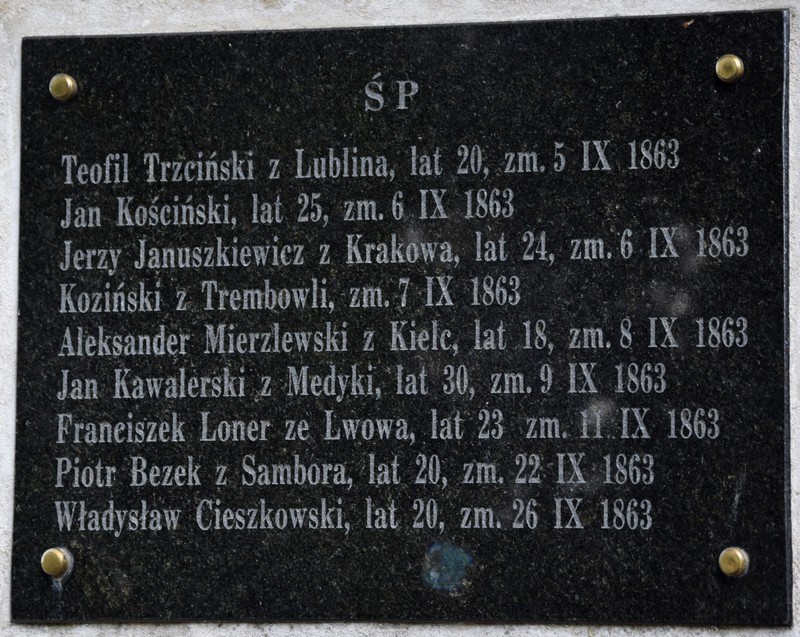 ŚP
Teofil Trzciński z Lublina, lat 20, zm. 5 IX 1863
Jan Kościński, lat 25, zm. 6 IX 1863
Jerzy Januszkiewicz z Krakowa, lat 24, zm. 6 IX 1863
Koziński z Trembowli, zm. 7 IX 1863
Aleksander Mierzlewski z Kielc, lat 18, zm. 8 IX 1863
Jan Kawalerski z Medyki, lat 30, zm. 9 IX 1863
Franciszek Loner ze Lwowa, lat 23 zm. 11 IX 1863
Piotr Bezek z Sambora, lat 20, zm. 22 IX 1863
Władysław Cieszkowski, lat 20, zm. 26 IX 1863